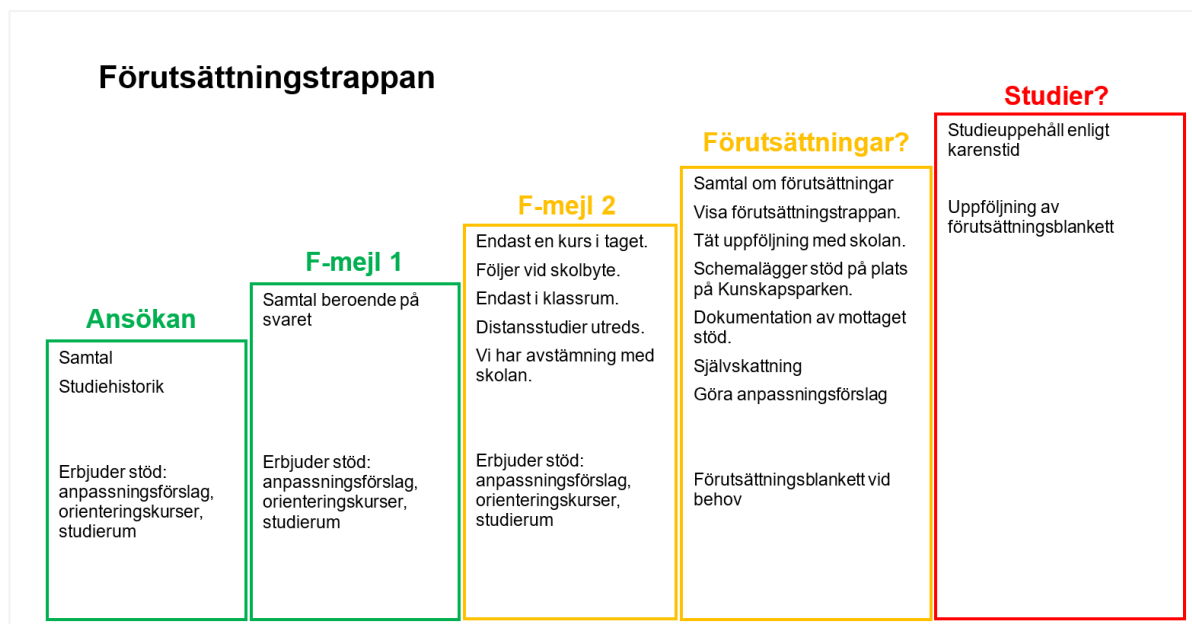 Förutsättningstrappan
Ansökan
Samtal
Studiehistorik
Erbjuder stöd:
anpassningsförslag,
orienteringskurser,
studierum
F-mejl 1
Samtal beroende på
svaret
Erbjuder stöd:
anpassningsförslag,
orienteringskurser,
studierum
F-mejl 2
Endast en kurs i taget.
Följer vid skolbyte.
Endast i klassrum.
Distansstudier utreds.
Vi har avstämning med
skolan.
Erbjuder stöd:
anpassningsförslag,
orienteringskurser,
studierum
Förutsättningar?
Samtal om förutsättningar
Visa förutsättningstrappan.
Tät uppföljning med skolan.
Schemalägger stöd på plats
på Kunskapsparken.
Dokumentation av mottaget
stöd.
Självskattning
Göra anpassningsförslag
Förutsättningsblankett vid
behov
Studier?
Studieuppehåll enligt
karenstid
Uppföljning av
förutsättningsblankett